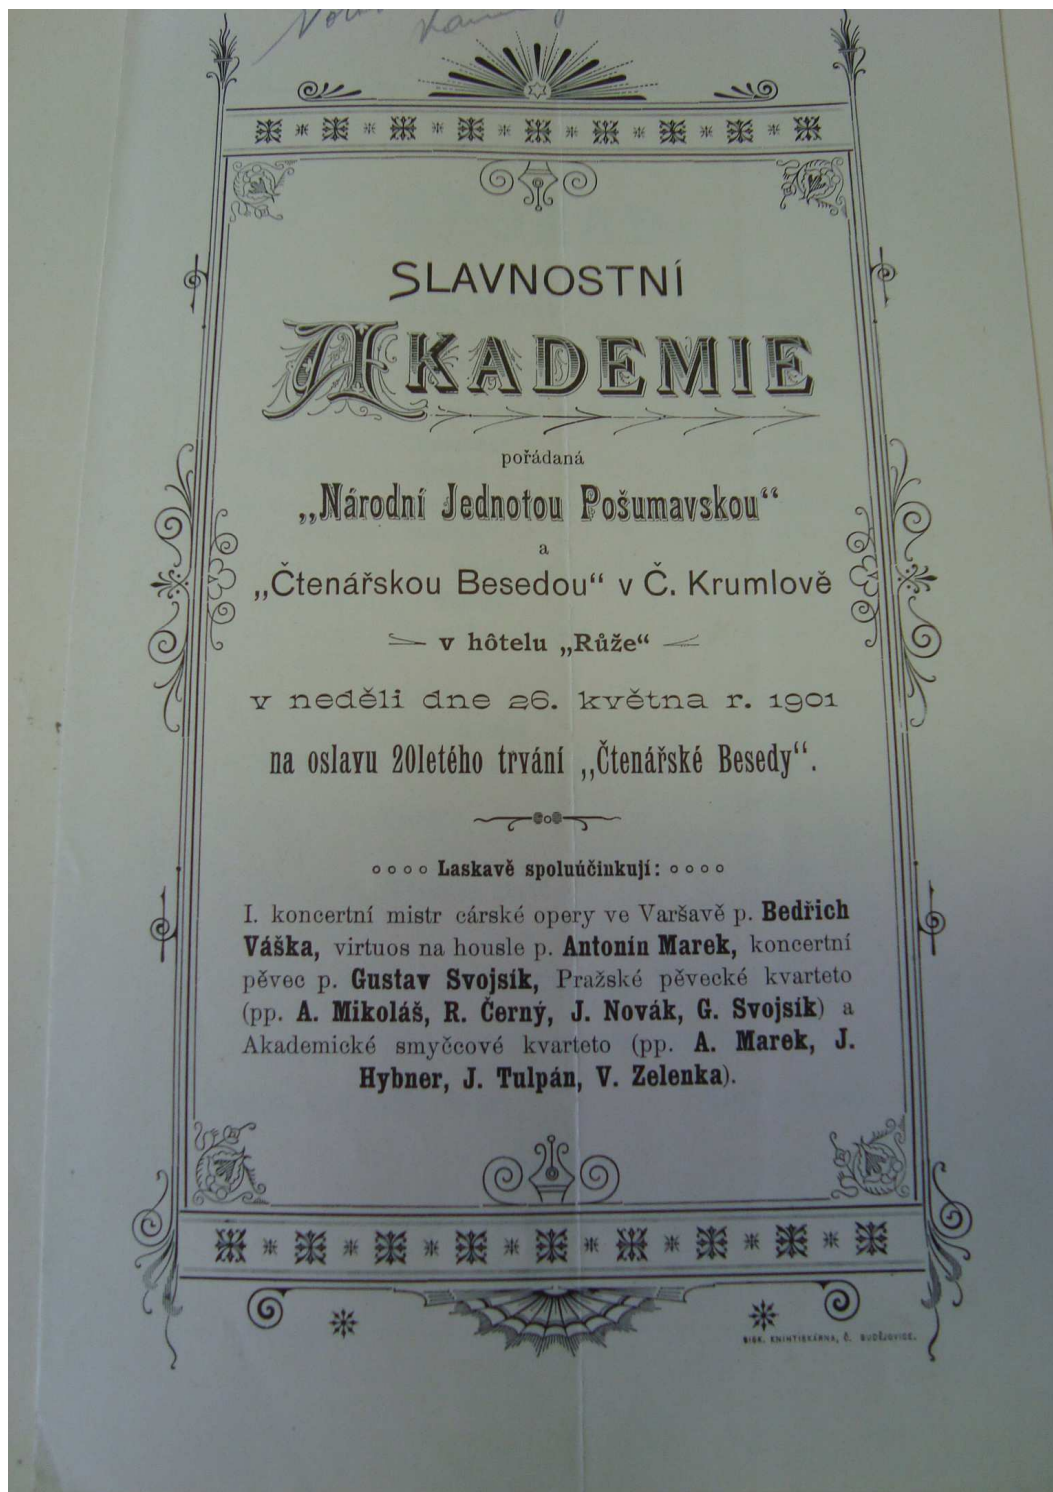 SLAVNOSTNÍ
AKADEMIE
pořádaná
„Národní Jednotou Pošumavskou“
a
„Čtenářskou Besedou“ v Č. Krumlově
v hôtelu „Růže“
v neděli dne 26. května r. 1901
na oslavu 20letého trvání „Čtenářské Besedy“.
Laskavě spoluúčinkují:
I. koncertní mistr cárské opery ve Varšavě p. Bedřich
Váška, virtuos na housle p. Antonín Marek, koncertní
pěvec p. Gustav Svojsík, Pražské pěvecké kvarteto
(pp. A. Mikoláš, R. Černý, J. Novák, G. Svojsík) a
Akademické smyčcové kvarteto (pp. A. Marek, J.
Hybner, J. Tulpán, V. Zelenka).
BISK. KNIHTISKÁRNA, Č. BUDĚJOVICE.